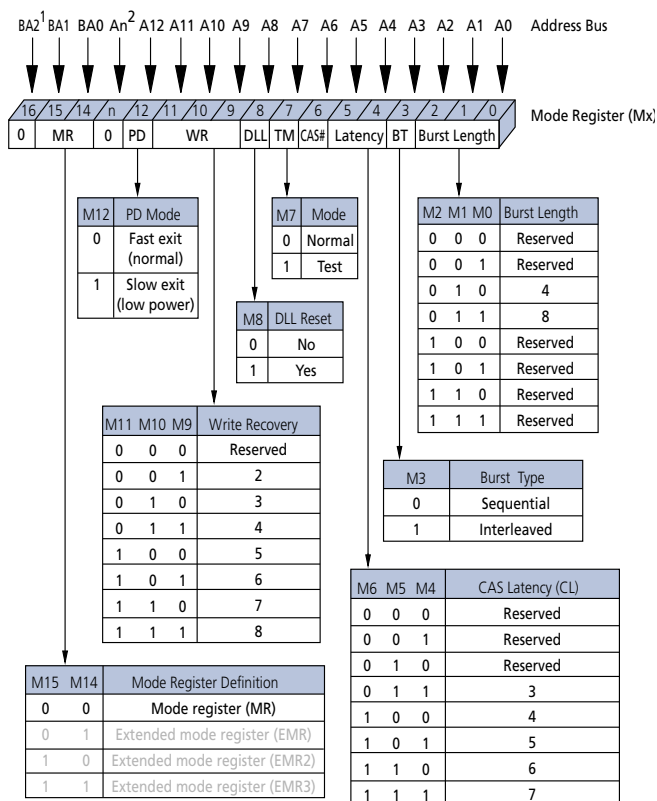 BA2¹ BA1 BA0 An² A12 A11 A10 A9 A8 A7 A6 A5 A4 A3 A2 A1 A0 Address Bus
16 15 14 n 12 11 10 9 8 7 6 5 4 3 2 1 0
Mode Register (Mx)
0 MR 0 PD WR DLL TM CAS# Latency BT Burst Length
M12 PD Mode
0 Fast exit
(normal)
1 Slow exit
(low power)
M7 Mode
0 Normal
1 Test
M2 M1 M0 Burst Length
0 0 0 Reserved
0 0 1 Reserved
0 1 0 4
0 1 1 8
1 0 0 Reserved
1 0 1 Reserved
1 1 0 Reserved
1 1 1 Reserved
M8 DLL Reset
0 No
1 Yes
M11 M10 M9 Write Recovery
0 0 0 Reserved
0 0 1 2
0 1 0 3
0 1 1 4
1 0 0 5
1 0 1 6
1 1 0 7
1 1 1 8
M3 Burst Type
0 Sequential
1 Interleaved
M6 M5 M4 CAS Latency (CL)
0 0 0 Reserved
0 0 1 Reserved
0 1 0 Reserved
0 1 1 3
1 0 0 4
1 0 1 5
1 1 0 6
1 1 1 7
M15 M14 Mode Register Definition
0 0 Mode register (MR)
0 1 Extended mode register (EMR)
1 0 Extended mode register (EMR2)
1 1 Extended mode register (EMR3)